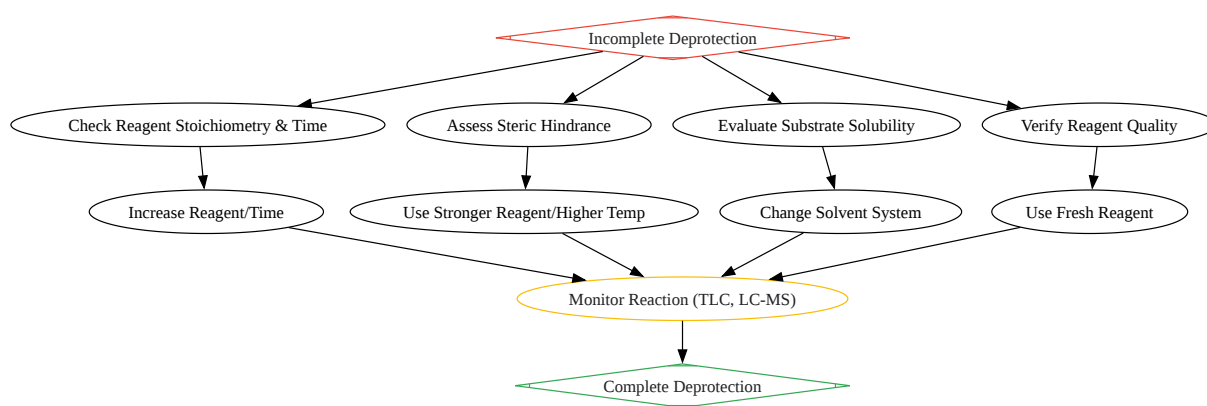 Incomplete Deprotection
Check Reagent Stoichiometry & Time
Assess Steric Hindrance
Evaluate Substrate Solubility
Verify Reagent Quality
Increase Reagent/Time
Use Stronger Reagent/Higher Temp
Change Solvent System
Use Fresh Reagent
Monitor Reaction (TLC, LC-MS)
Complete Deprotection